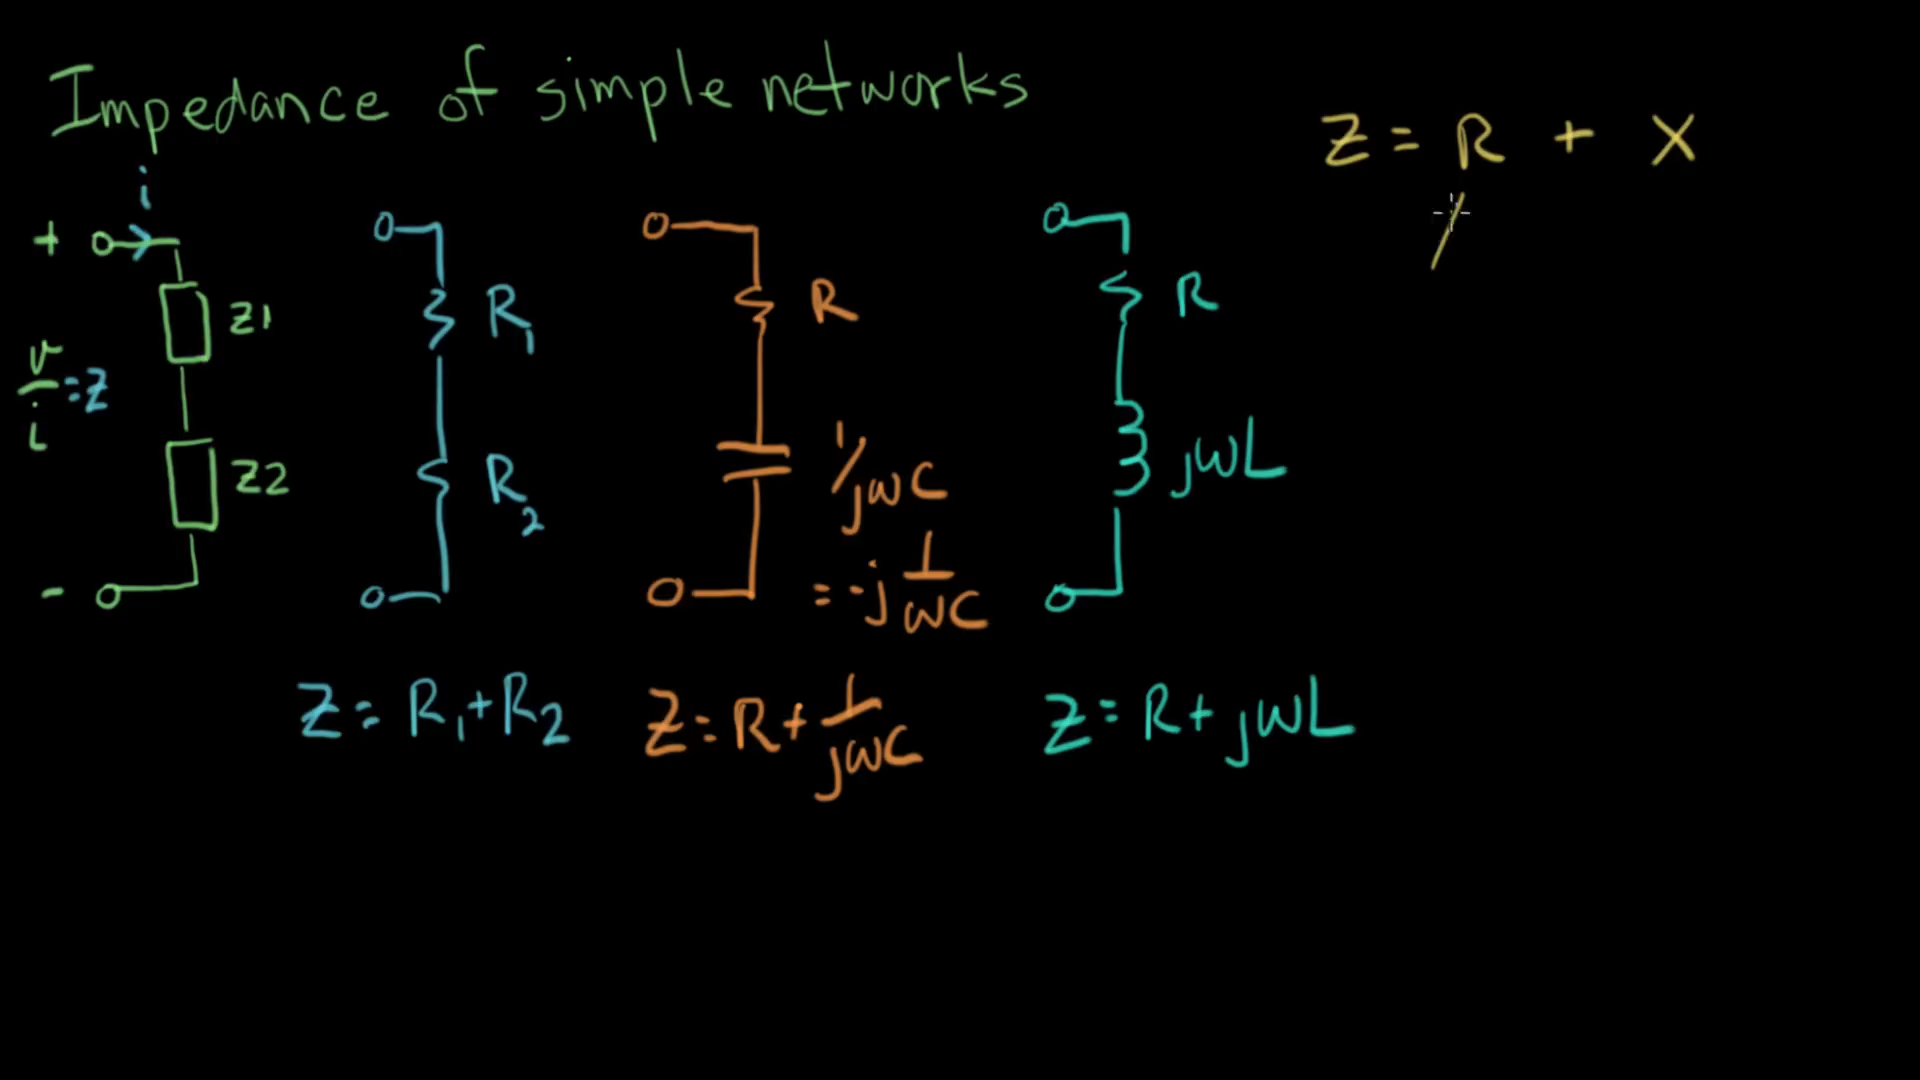 Impedance of simple networks
Z = R + X
i
+
Z1
v/i = Z
Z2
-
R₁
R₂
Z = R₁ + R₂
R
1/jωC
= -j 1/ωC
Z = R + 1/jωC
R
jωL
Z = R + jωL